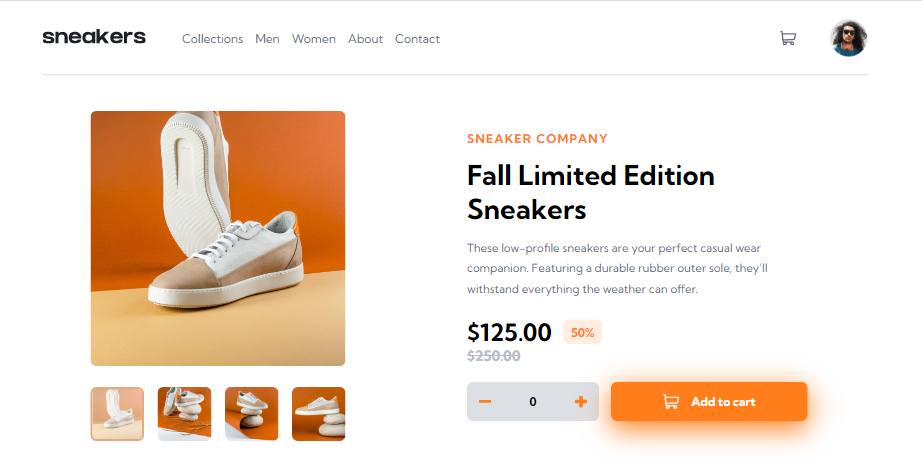 sneakers Collections Men Women About Contact
SNEAKER COMPANY
Fall Limited Edition
Sneakers
These low-profile sneakers are your perfect casual wear
companion. Featuring a durable rubber outer sole, they'll
withstand everything the weather can offer.
$125.00 50%
$250.00
0 Add to cart